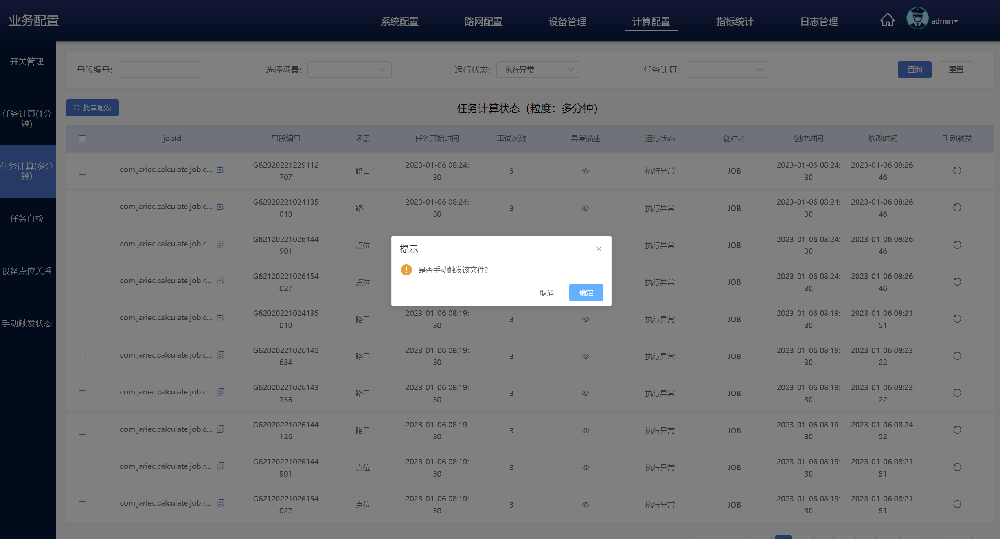 业务配置
系统配置
路网配置
设备管理
计算配置
指标统计
日志管理
admin
开关管理
任务计算(1分
钟)
任务计算(多分
钟)
任务自检
设备点位关系
手动触发状态
号段编号:
选择场景:
运行状态: 执行异常
任务计算:
查询
重置
批量触发
任务计算状态（粒度：多分钟）
jobId 号段编号 场景 任务开始时间 重试次数 异常描述 运行状态 创建者 创建时间 修改时间 手动触发
com.jariec.calculate.job.c... G62020221229112 路口 2023-01-06 08:24: 3 执行异常 JOB 2023-01-06 08:24: 2023-01-06 08:26:
707 30 30 46
com.jariec.calculate.job.c... G62020221024135 路口 2023-01-06 08:24: 3 执行异常 JOB 2023-01-06 08:24: 2023-01-06 08:26:
010 30 30 46
com.jariec.calculate.job.r... G62120221026144 点位 执行异常 JOB 2023-01-06 08:24: 2023-01-06 08:26:
901 30 46
com.jariec.calculate.job.r... G62120221026154 点位 执行异常 JOB 2023-01-06 08:24: 2023-01-06 08:26:
027 30 46
com.jariec.calculate.job.c... G62020221024135 路口 2023-01-06 08:19: 3 执行异常 JOB 2023-01-06 08:19: 2023-01-06 08:21:
010 30 30 51
com.jariec.calculate.job.c... G62020221026142 路口 2023-01-06 08:19: 3 执行异常 JOB 2023-01-06 08:19: 2023-01-06 08:23:
634 30 30 22
com.jariec.calculate.job.c... G62020221026143 路口 2023-01-06 08:19: 3 执行异常 JOB 2023-01-06 08:19: 2023-01-06 08:23:
756 30 30 22
com.jariec.calculate.job.c... G62020221026144 路口 2023-01-06 08:19: 3 执行异常 JOB 2023-01-06 08:19: 2023-01-06 08:24:
126 30 30 52
com.jariec.calculate.job.r... G62120221026144 点位 2023-01-06 08:19: 3 执行异常 JOB 2023-01-06 08:19: 2023-01-06 08:21:
901 30 30 51
com.jariec.calculate.job.r... G62120221026154 点位 2023-01-06 08:19: 3 执行异常 JOB 2023-01-06 08:19: 2023-01-06 08:21:
027 30 30 51
提示
是否手动触发该文件?
取消
确定